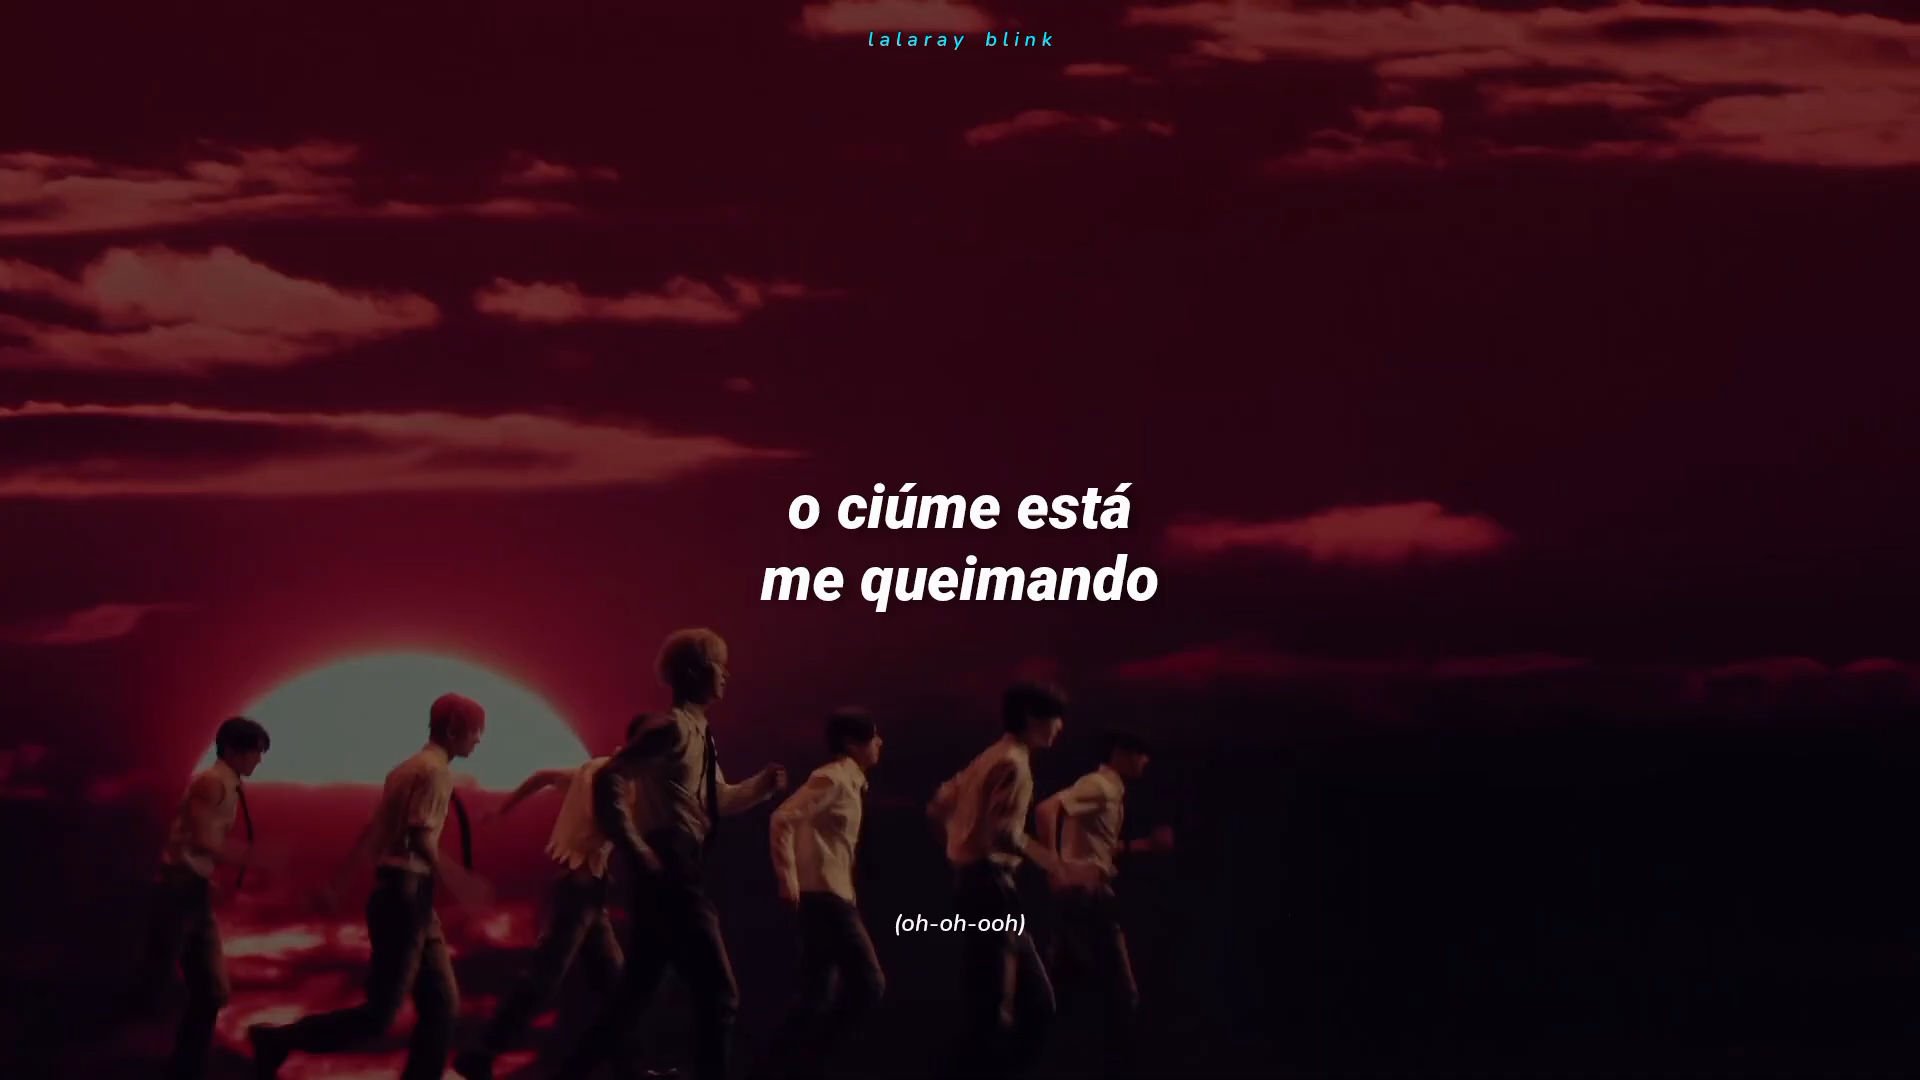 lalaray blink
o ciúme está
me queimando
(oh-oh-ooh)